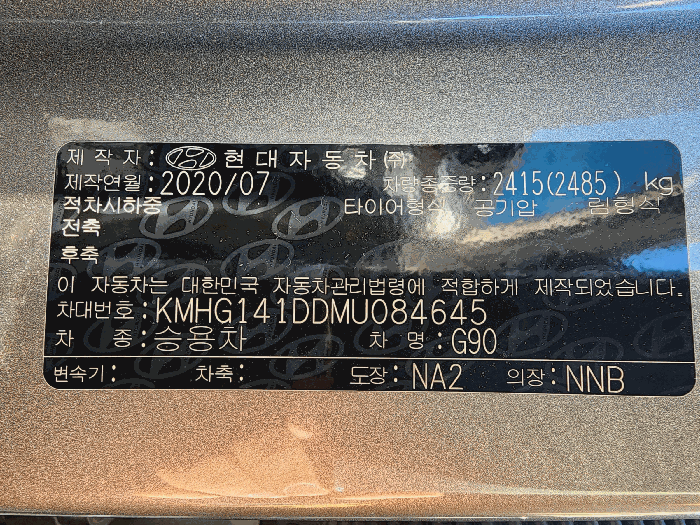 제 작 자 : 현대자동차㈜
제작연월 : 2020/07 차량총중량 : 2415(2485) kg
적차시하중 타이어형식 공기압 림형식
전축
후축
이 자동차는 대한민국 자동차관리법령에 적합하게 제작되었습니다.
차대번호 : KMHG141DDMU084645
차 종 : 승용차 차 명 : G90
변속기 : 차축 : 도장 : NA2 의장 : NNB